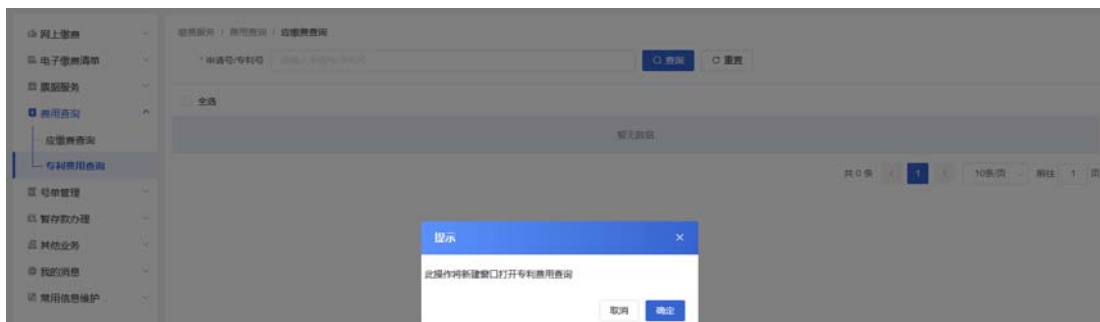 网上缴费
缴费服务 / 费用查询 / 应缴费查询
电子缴费清单
*申请号/专利号
查询
重置
票据服务
全选
费用查询
暂无数据
应缴费查询
专利费用查询
共 0 条
1
10条/页
前往 1 页
号单管理
暂存款办理
其他业务
提示
我的消息
此操作将新建窗口打开专利费用查询
常用信息维护
取消
确定